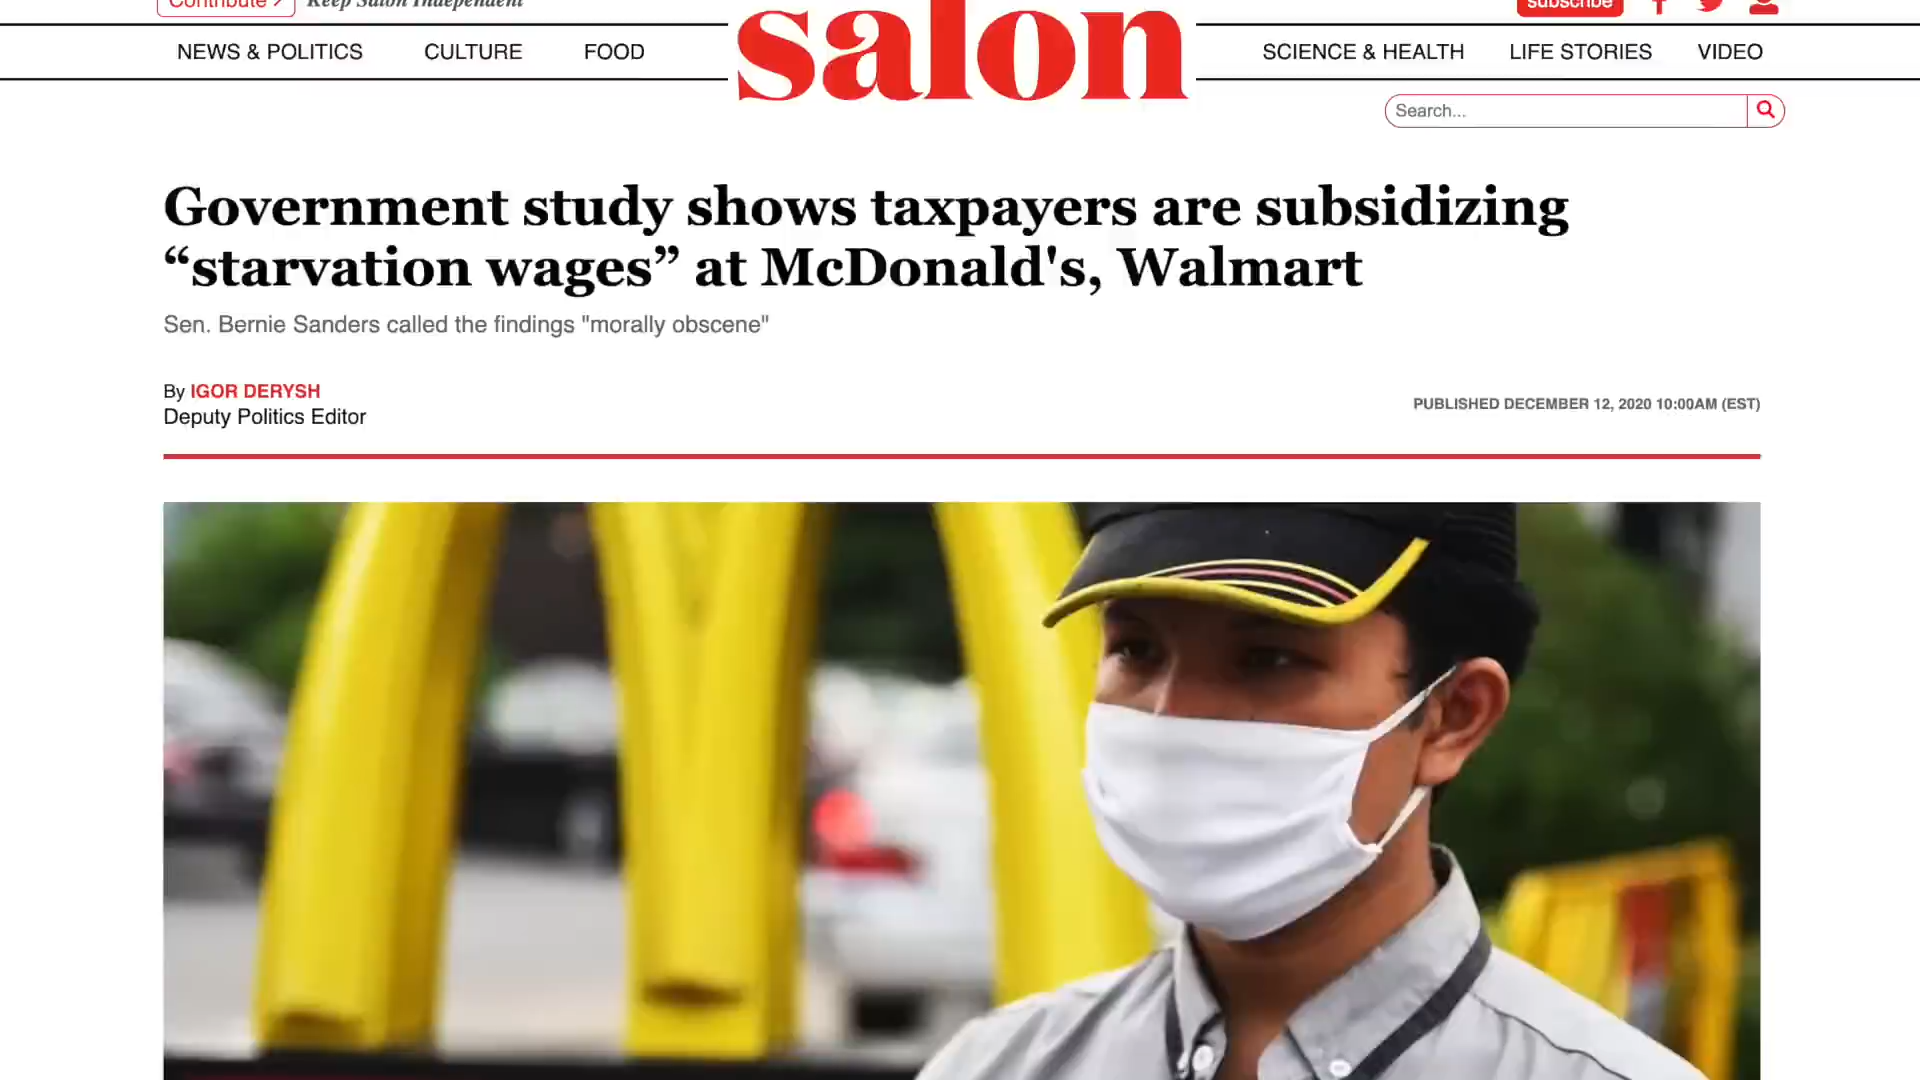 Contribute
Keep Salon Independent
subscribe
NEWS & POLITICS
CULTURE
FOOD
salon
SCIENCE & HEALTH
LIFE STORIES
VIDEO
Search...
Government study shows taxpayers are subsidizing
“starvation wages” at McDonald's, Walmart
Sen. Bernie Sanders called the findings "morally obscene"
By IGOR DERYSH
Deputy Politics Editor
PUBLISHED DECEMBER 12, 2020 10:00AM (EST)